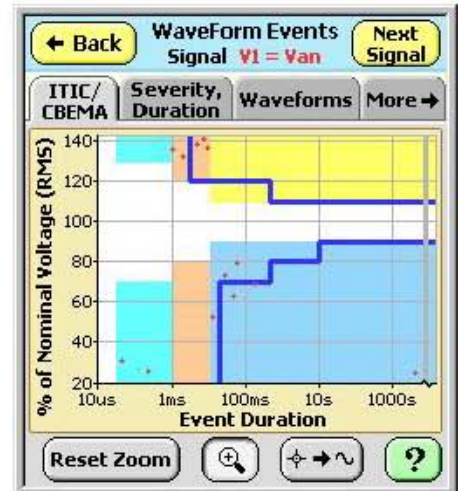 ← Back
WaveForm Events
Signal V1 = Van
Next
Signal
ITIC/
CBEMA
Severity,
Duration
Waveforms
More →
% of Nominal Voltage (RMS)
140
120
100
80
60
40
20
10us
1ms
100ms
10s
1000s
Event Duration
Reset Zoom
?